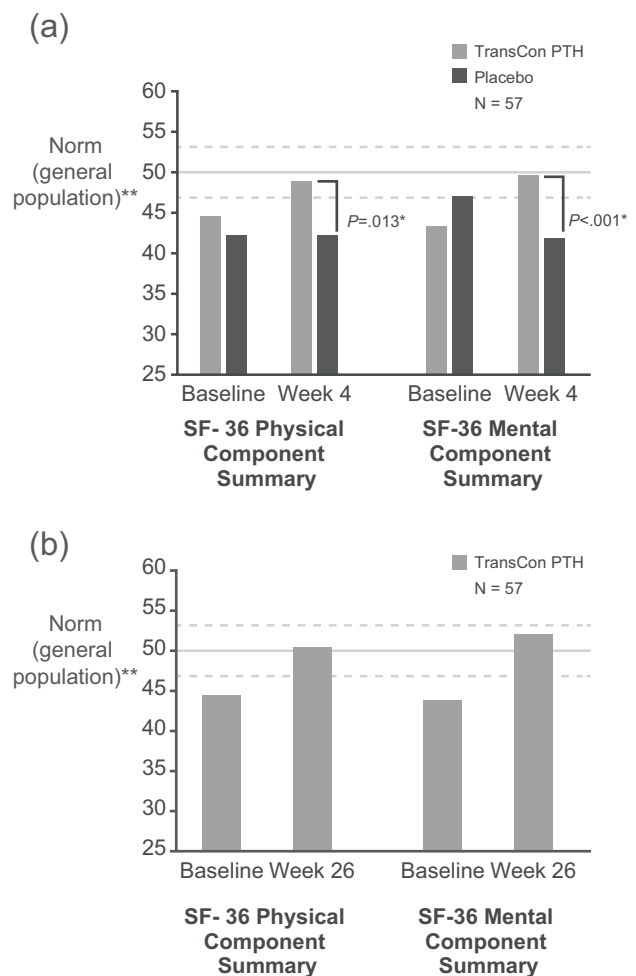 (a)
TransCon PTH
Placebo
N = 57
60
55
50
45
40
35
30
25
Norm
(general
population)**
P=.013*
P<.001*
Baseline Week 4
Baseline Week 4
SF- 36 Physical
Component
Summary
SF-36 Mental
Component
Summary
(b)
TransCon PTH
N = 57
60
55
50
45
40
35
30
25
Norm
(general
population)**
Baseline Week 26
Baseline Week 26
SF- 36 Physical
Component
Summary
SF-36 Mental
Component
Summary